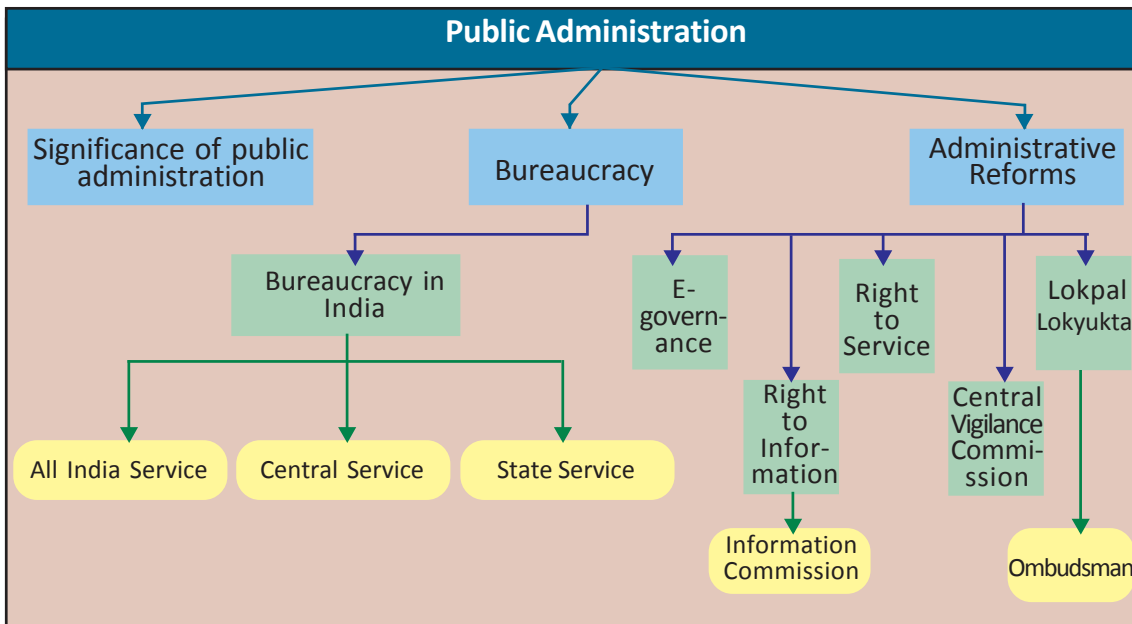 Public Administration
Significance of public
administration
Bureaucracy
Administrative
Reforms
Bureaucracy in
India
E-
govern-
ance
Right
to
Service
Lokpal
Lokyukta
Right
to
Infor-
mation
Central
Vigilance
Commi-
ssion
All India Service
Central Service
State Service
Information
Commission
Ombudsman